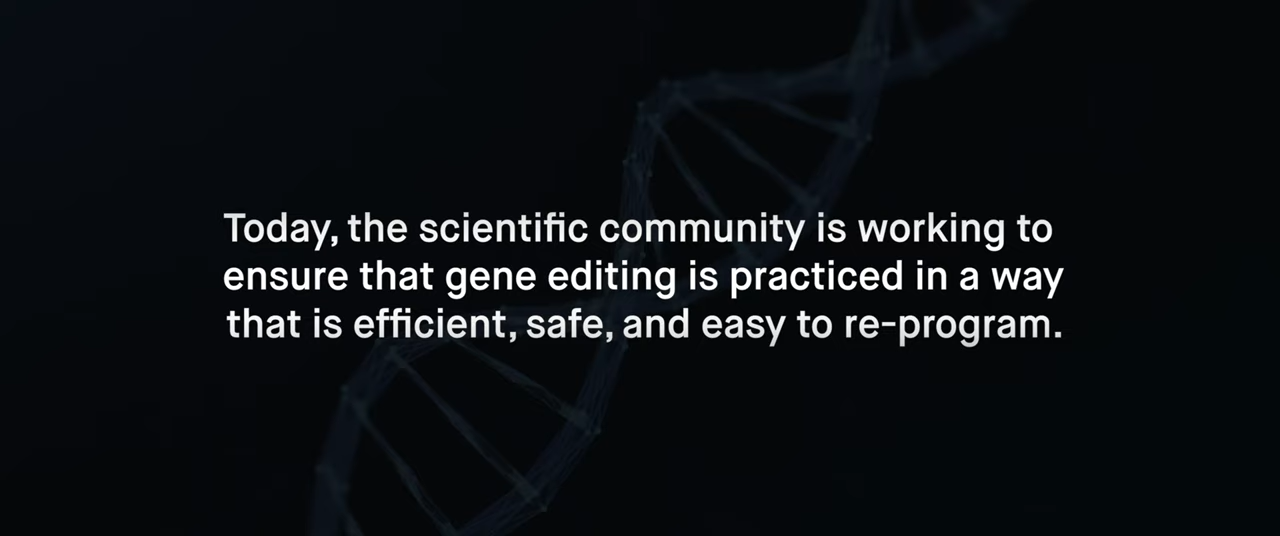 Today, the scientific community is working to
ensure that gene editing is practiced in a way
that is efficient, safe, and easy to re-program.